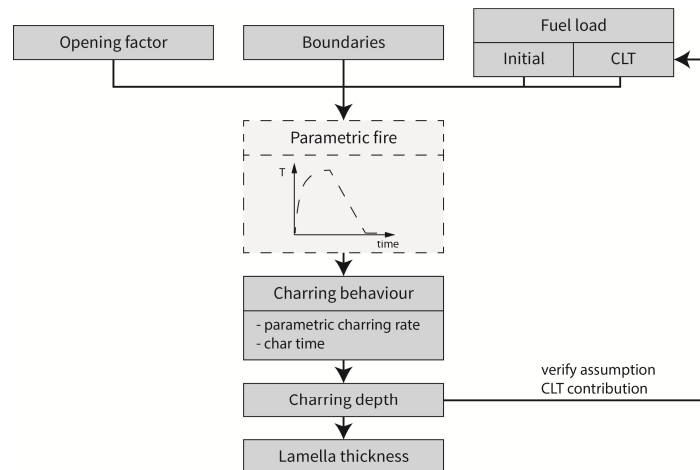 Opening factor
Boundaries
Fuel load
Initial
CLT
Parametric fire
T
time
Charring behaviour
- parametric charring rate
- char time
Charring depth
verify assumption
CLT contribution
Lamella thickness